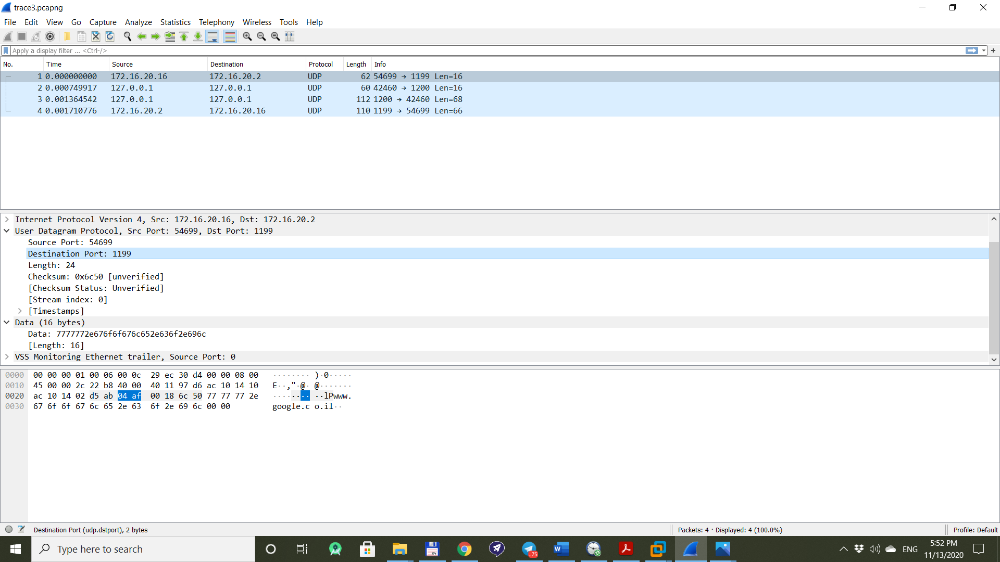 trace3.pcapng
File Edit View Go Capture Analyze Statistics Telephony Wireless Tools Help
Apply a display filter ... <Ctrl-/>
No. Time Source Destination Protocol Length Info
1 0.000000000 172.16.20.16 172.16.20.2 UDP 62 54699 → 1199 Len=16
2 0.000749917 127.0.0.1 127.0.0.1 UDP 60 42460 → 1200 Len=16
3 0.001364542 127.0.0.1 127.0.0.1 UDP 112 1200 → 42460 Len=68
4 0.001710776 172.16.20.2 172.16.20.16 UDP 110 1199 → 54699 Len=66
Internet Protocol Version 4, Src: 172.16.20.16, Dst: 172.16.20.2
User Datagram Protocol, Src Port: 54699, Dst Port: 1199
Source Port: 54699
Destination Port: 1199
Length: 24
Checksum: 0x6c50 [unverified]
[Checksum Status: Unverified]
[Stream index: 0]
[Timestamps]
Data (16 bytes)
Data: 7777772e676f6f676c652e636f2e696c
[Length: 16]
VSS Monitoring Ethernet trailer, Source Port: 0
0000 00 00 00 01 00 06 00 0c 29 ec 30 d4 00 00 08 00 ········ )·0·····
0010 45 00 00 2c 22 b8 40 00 40 11 97 d6 ac 10 14 10 E··,"·@· @·······
0020 ac 10 14 02 d5 ab 04 af 00 18 6c 50 77 77 77 2e ········ ··lPwww.
0030 67 6f 6f 67 6c 65 2e 63 6f 2e 69 6c 00 00 google.c o.il··
Destination Port (udp.dstport), 2 bytes
Packets: 4 · Displayed: 4 (100.0%)
Profile: Default
Type here to search
64
75
W
ENG
5:52 PM
11/13/2020